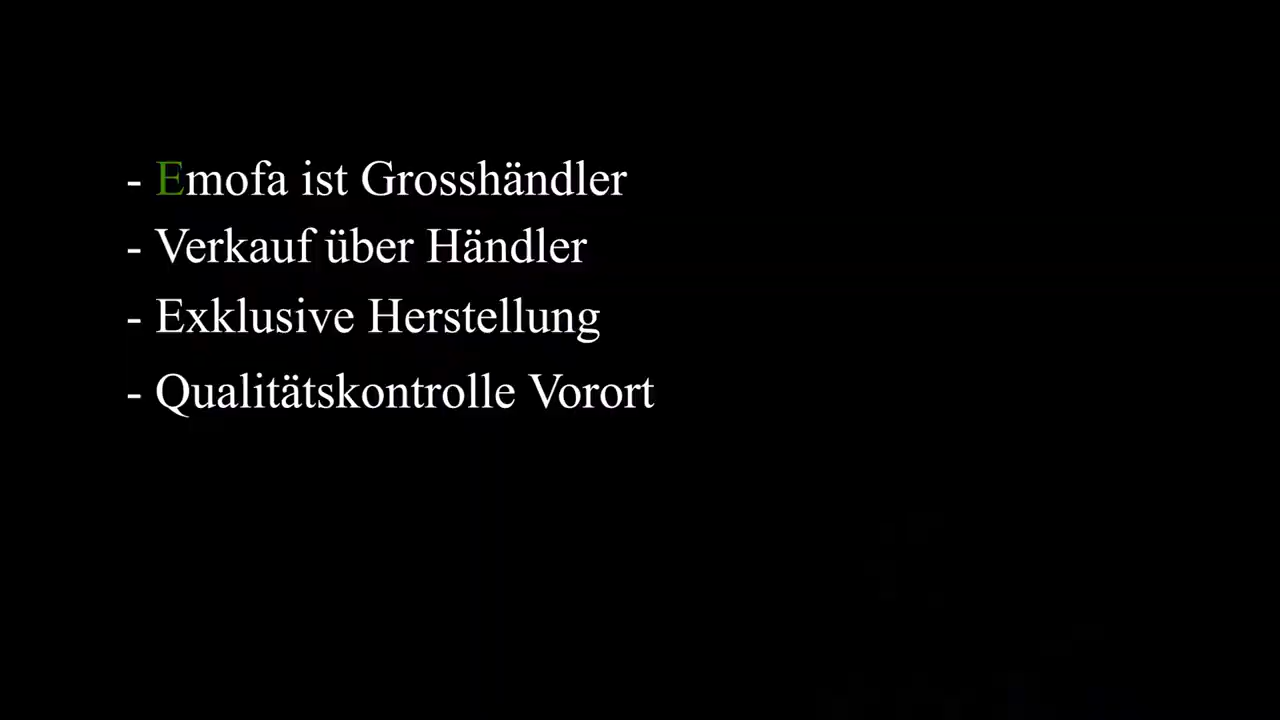 - Emofa ist Grosshändler
- Verkauf über Händler
- Exklusive Herstellung
- Qualitätskontrolle Vorort